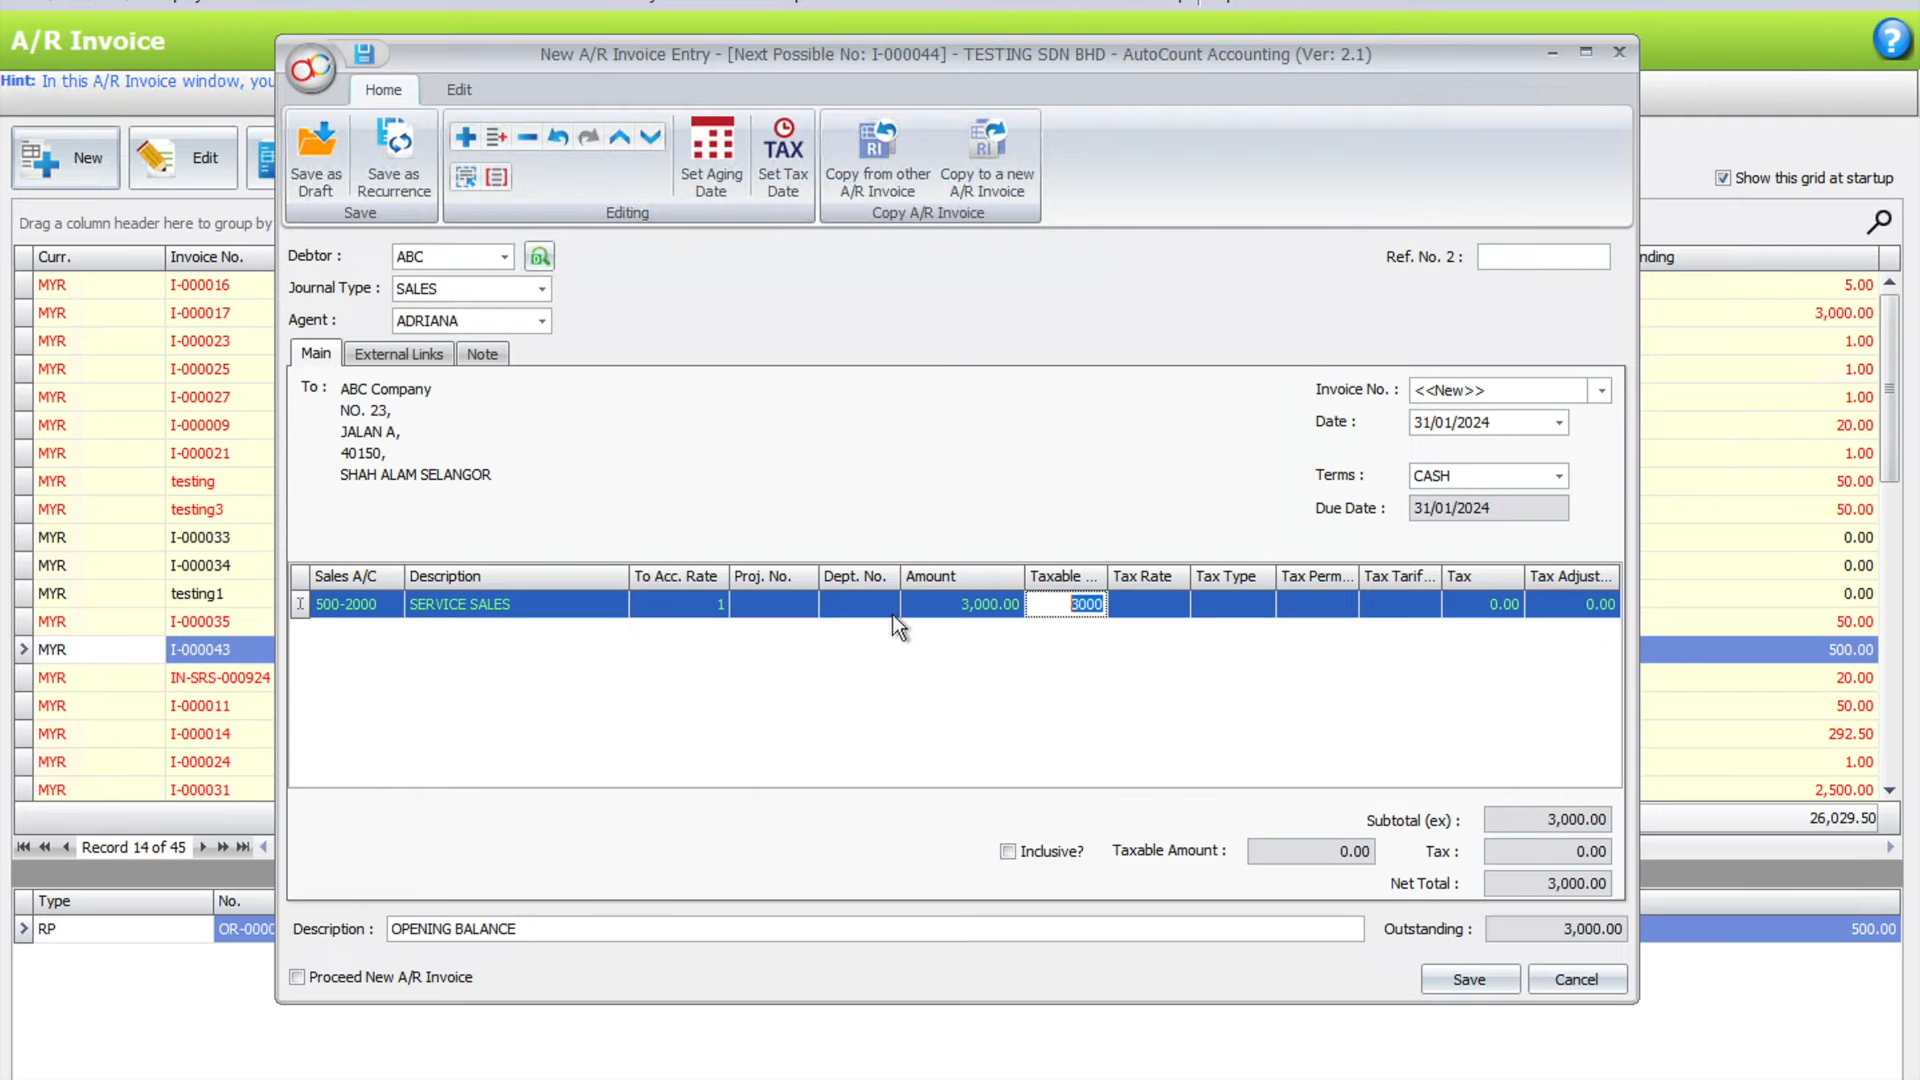 A/R Invoice
Hint: In this A/R Invoice window, you
New
Edit
Show this grid at startup
Drag a column header here to group by
Curr.
Invoice No.
nding
MYR I-000016 5.00
MYR I-000017 3,000.00
MYR I-000023 1.00
MYR I-000025 1.00
MYR I-000027 1.00
MYR I-000009 20.00
MYR I-000021 1.00
MYR testing 50.00
MYR testing3 50.00
MYR I-000033 0.00
MYR I-000034 0.00
MYR testing1 0.00
MYR I-000035 50.00
MYR I-000043 500.00
MYR IN-SRS-000924 20.00
MYR I-000011 50.00
MYR I-000014 292.50
MYR I-000024 1.00
MYR I-000031 2,500.00
26,029.50
Record 14 of 45
Type No.
RP OR-0000 500.00
New A/R Invoice Entry - [Next Possible No: I-000044] - TESTING SDN BHD - AutoCount Accounting (Ver: 2.1)
Home Edit
Save as Draft
Save as Recurrence
Save
Editing
Set Aging Date
TAX
Set Tax Date
RI
Copy from other A/R Invoice
RI
Copy to a new A/R Invoice
Copy A/R Invoice
Debtor : ABC
Ref. No. 2 :
Journal Type : SALES
Agent : ADRIANA
Main External Links Note
To : ABC Company
NO. 23,
JALAN A,
40150,
SHAH ALAM SELANGOR
Invoice No. : <<New>>
Date : 31/01/2024
Terms : CASH
Due Date : 31/01/2024
Sales A/C Description To Acc. Rate Proj. No. Dept. No. Amount Taxable ... Tax Rate Tax Type Tax Perm... Tax Tarif... Tax Tax Adjust...
500-2000 SERVICE SALES 1 3,000.00 3000 0.00 0.00
Subtotal (ex) : 3,000.00
Inclusive? Taxable Amount : 0.00 Tax : 0.00
Net Total : 3,000.00
Description : OPENING BALANCE
Outstanding : 3,000.00
Proceed New A/R Invoice
Save Cancel